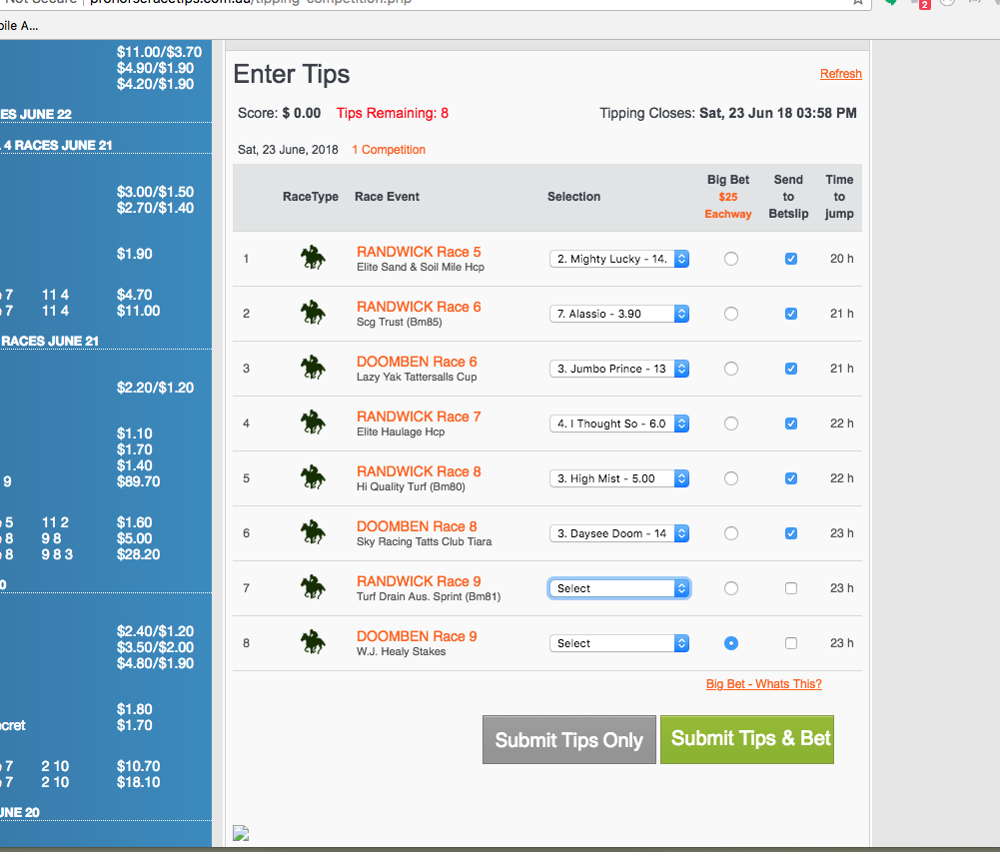 pronorseracetips.com.au/tipping-competition.php
2
bile A...
$11.00/$3.70
$4.90/$1.90
$4.20/$1.90
ES JUNE 22
4 RACES JUNE 21
$3.00/$1.50
$2.70/$1.40
$1.90
7 11 4 $4.70
7 11 4 $11.00
RACES JUNE 21
$2.20/$1.20
$1.10
$1.70
$1.40
9 $89.70
5 11 2 $1.60
8 9 8 $5.00
8 9 8 3 $28.20
0
$2.40/$1.20
$3.50/$2.00
$4.80/$1.90
$1.80
cret $1.70
7 2 10 $10.70
7 2 10 $18.10
UNE 20
Enter Tips
Refresh
Score: $ 0.00 Tips Remaining: 8 Tipping Closes: Sat, 23 Jun 18 03:58 PM
Sat, 23 June, 2018 1 Competition
RaceType Race Event Selection Big Bet $25 Eachway Send to Betslip Time to jump
1 RANDWICK Race 5 2. Mighty Lucky - 14. 20 h
Elite Sand & Soil Mile Hcp
2 RANDWICK Race 6 7. Alassio - 3.90 21 h
Scg Trust (Bm85)
3 DOOMBEN Race 6 3. Jumbo Prince - 13 21 h
Lazy Yak Tattersalls Cup
4 RANDWICK Race 7 4. I Thought So - 6.0 22 h
Elite Haulage Hcp
5 RANDWICK Race 8 3. High Mist - 5.00 22 h
Hi Quality Turf (Bm80)
6 DOOMBEN Race 8 3. Daysee Doom - 14 23 h
Sky Racing Tatts Club Tiara
7 RANDWICK Race 9 Select 23 h
Turf Drain Aus. Sprint (Bm81)
8 DOOMBEN Race 9 Select 23 h
W.J. Healy Stakes
Big Bet - Whats This?
Submit Tips Only Submit Tips & Bet